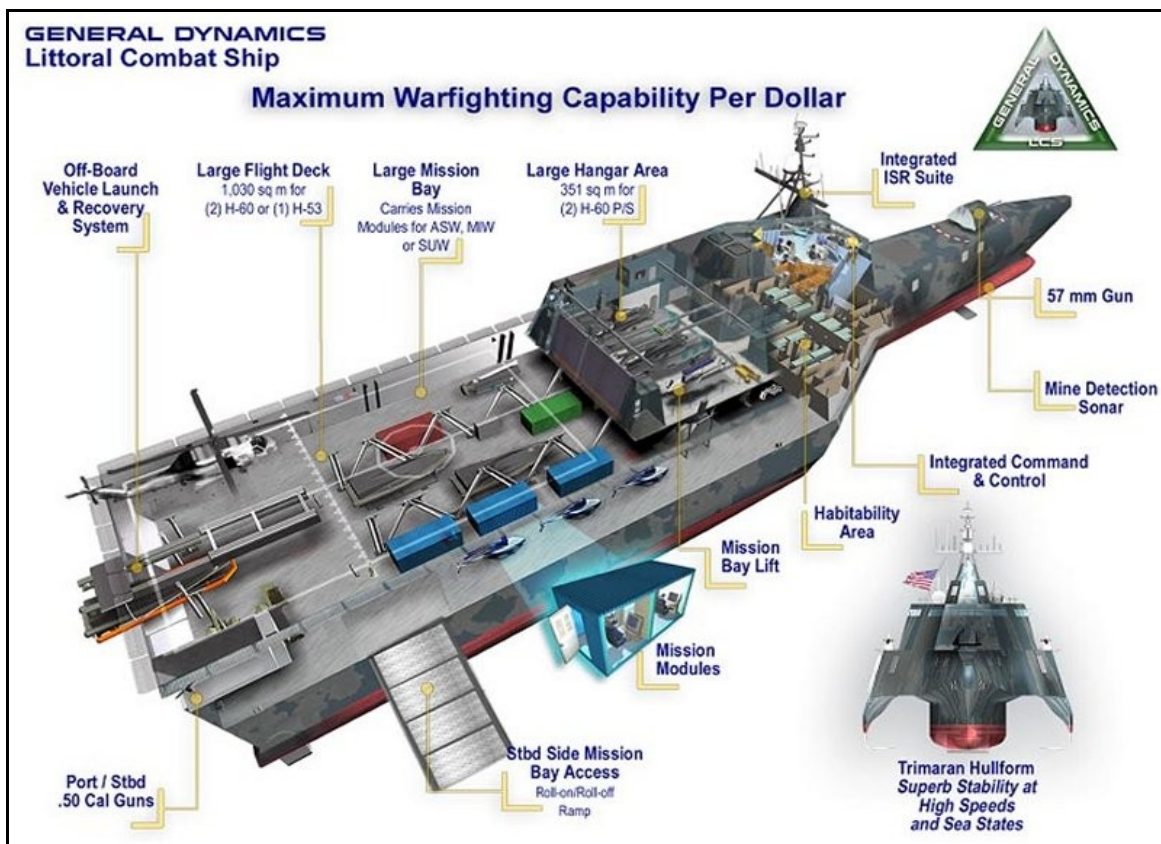 GENERAL DYNAMICS
Littoral Combat Ship
Maximum Warfighting Capability Per Dollar
GENERAL DYNAMICS
LCS
Off-Board
Vehicle Launch
& Recovery
System
Large Flight Deck
1,030 sq m for
(2) H-60 or (1) H-53
Large Mission
Bay
Carries Mission
Modules for ASW, MIW
or SUW
Large Hangar Area
351 sq m for
(2) H-60 P/S
Integrated
ISR Suite
57 mm Gun
Mine Detection
Sonar
Integrated Command
& Control
Habitability
Area
Mission
Bay Lift
Mission
Modules
Stbd Side Mission
Bay Access
Roll-on/Roll-off
Ramp
Port / Stbd
.50 Cal Guns
Trimaran Hullform
Superb Stability at
High Speeds
and Sea States